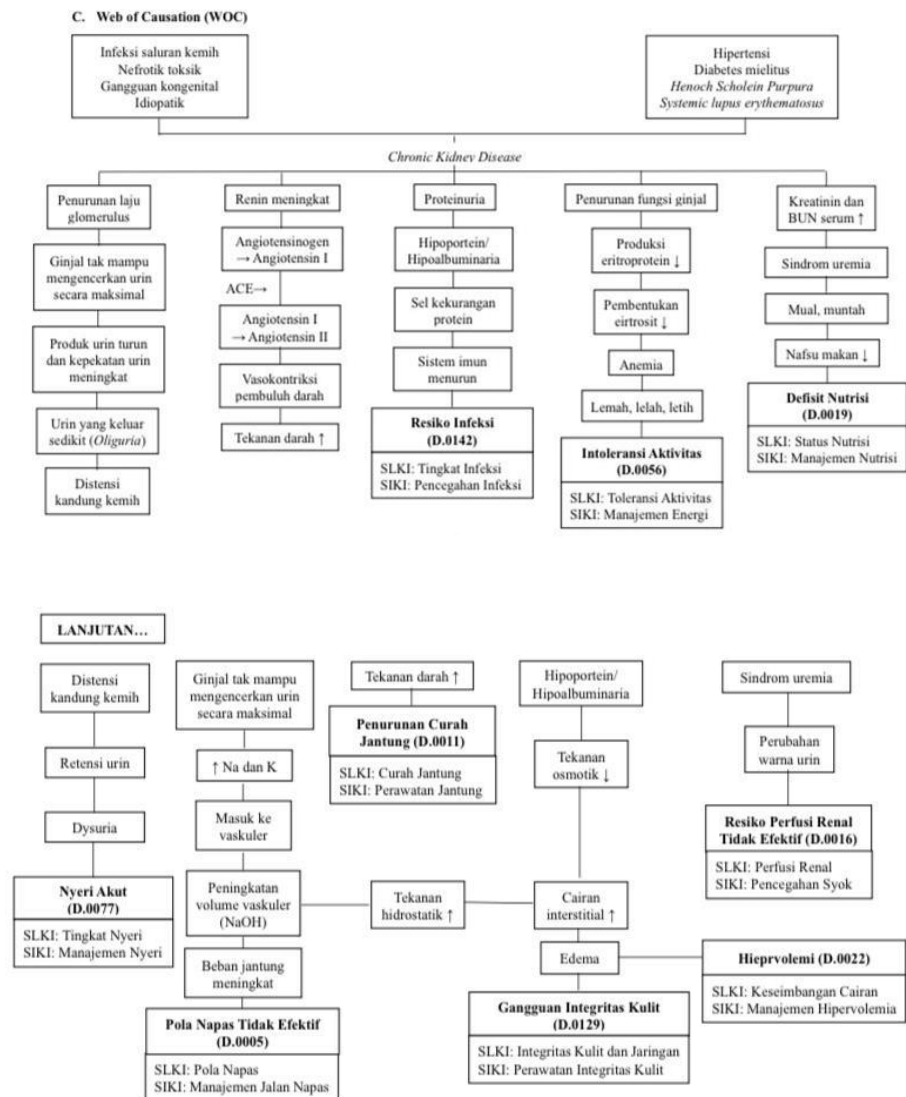 C. Web of Causation (WOC)
Infeksi saluran kemih
Nefrotik toksik
Gangguan kongenital
Idiopatik
Hipertensi
Diabetes mielitus
Henoch Scholein Purpura
Systemic lupus erythematosus
Chronic Kidney Disease
Penurunan laju
glomerulus
Ginjal tak mampu
mengencerkan urin
secara maksimal
Produk urin turun
dan kepekatan urin
meningkat
Urin yang keluar
sedikit (Oliguria)
Distensi
kandung kemih
Renin meningkat
Angiotensinogen
→ Angiotensin I
ACE→
Angiotensin I
→ Angiotensin II
Vasokontriksi
pembuluh darah
Tekanan darah ↑
Proteinuria
Hipoportein/
Hipoalbuminaria
Sel kekurangan
protein
Sistem imun
menurun
Resiko Infeksi
(D.0142)
SLKI: Tingkat Infeksi
SIKI: Pencegahan Infeksi
Penurunan fungsi ginjal
Produksi
eritroprotein ↓
Pembentukan
eirtrosit ↓
Anemia
Lemah, lelah, letih
Intoleransi Aktivitas
(D.0056)
SLKI: Toleransi Aktivitas
SIKI: Manajemen Energi
Kreatinin dan
BUN serum ↑
Sindrom uremia
Mual, muntah
Nafsu makan ↓
Defisit Nutrisi
(D.0019)
SLKI: Status Nutrisi
SIKI: Manajemen Nutrisi
LANJUTAN…
Distensi
kandung kemih
Retensi urin
Dysuria
Nyeri Akut
(D.0077)
SLKI: Tingkat Nyeri
SIKI: Manajemen Nyeri
Ginjal tak mampu
mengencerkan urin
secara maksimal
↑ Na dan K
Masuk ke
vaskuler
Peningkatan
volume vaskuler
(NaOH)
Beban jantung
meningkat
Pola Napas Tidak Efektif
(D.0005)
SLKI: Pola Napas
SIKI: Manajemen Jalan Napas
Tekanan darah ↑
Penurunan Curah
Jantung (D.0011)
SLKI: Curah Jantung
SIKI: Perawatan Jantung
Tekanan
hidrostatik ↑
Hipoportein/
Hipoalbuminaria
Tekanan
osmotik ↓
Cairan
interstitial ↑
Edema
Gangguan Integritas Kulit
(D.0129)
SLKI: Integritas Kulit dan Jaringan
SIKI: Perawatan Integritas Kulit
Sindrom uremia
Perubahan
warna urin
Resiko Perfusi Renal
Tidak Efektif (D.0016)
SLKI: Perfusi Renal
SIKI: Pencegahan Syok
Hieprvolemi (D.0022)
SLKI: Keseimbangan Cairan
SIKI: Manajemen Hipervolemia